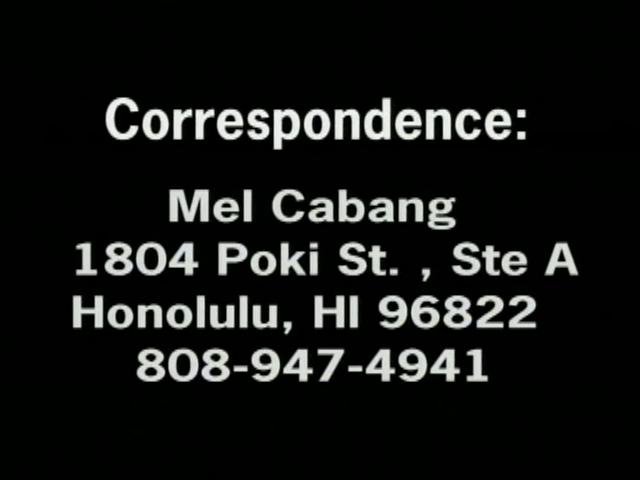 Correspondence:
Mel Cabang
1804 Poki St. , Ste A
Honolulu, HI 96822
808-947-4941